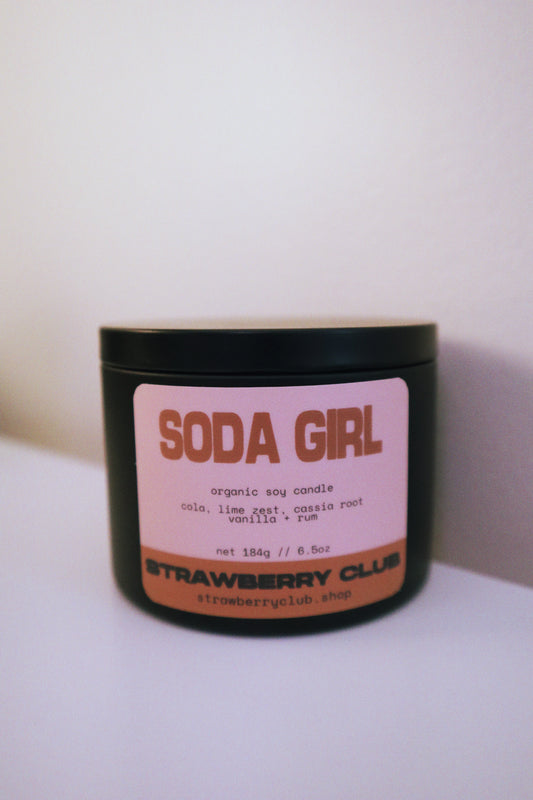 SODA GIRL
organic soy candle
cola, lime zest, cassia root
vanilla + rum
net 184g // 6.5oz
STRAWBERRY CLUB
strawberryclub.shop